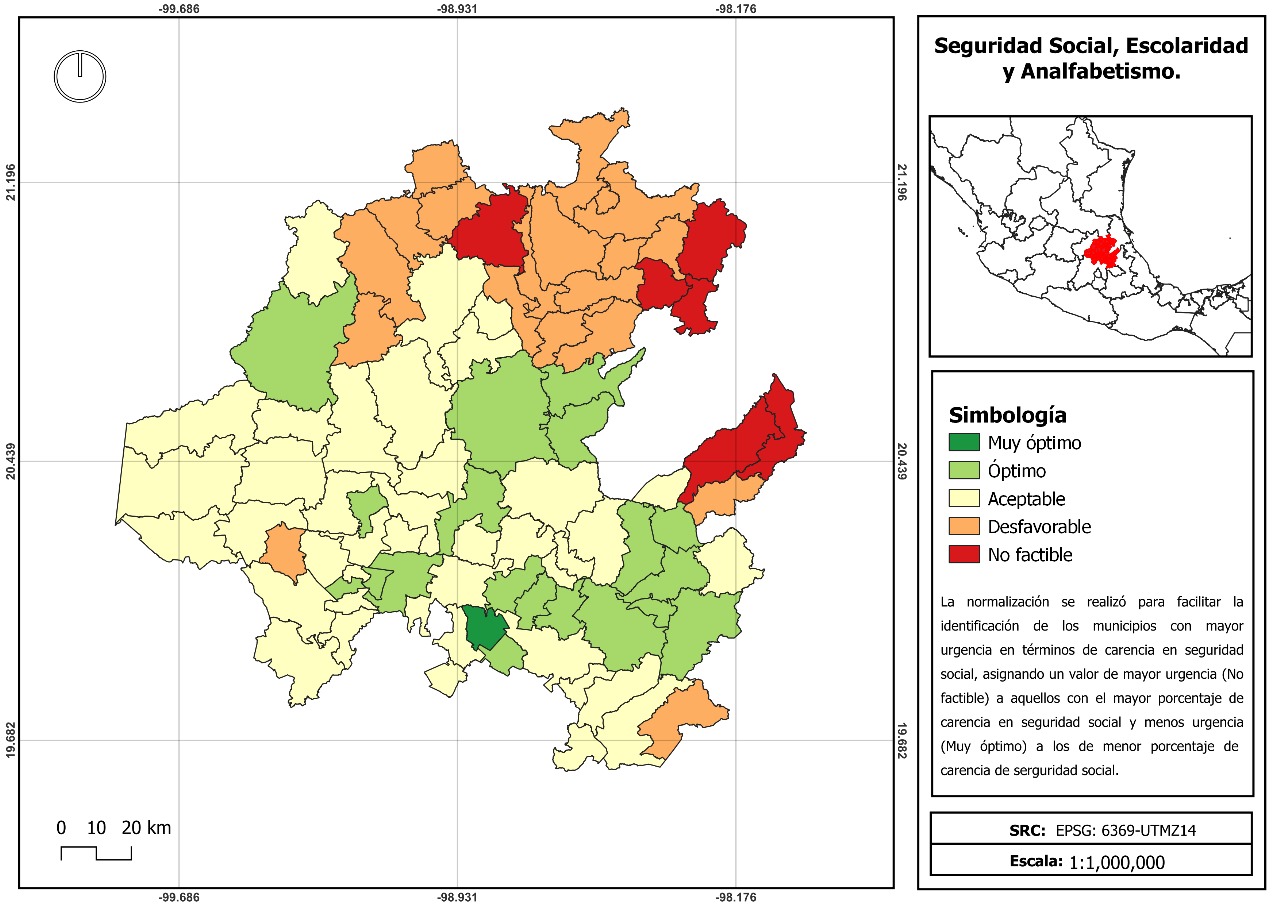 -99.686
-98.931
-98.176
21.196
21.196
20.439
20.439
19.682
19.682
0 10 20 km
-99.686
-98.931
-98.176
Seguridad Social, Escolaridad
y Analfabetismo.
Simbología
Muy óptimo
Óptimo
Aceptable
Desfavorable
No factible
La normalización se realizó para facilitar la
identificación de los municipios con mayor
urgencia en términos de carencia en seguridad
social, asignando un valor de mayor urgencia (No
factible) a aquellos con el mayor porcentaje de
carencia en seguridad social y menos urgencia
(Muy óptimo) a los de menor porcentaje de
carencia de serguridad social.
SRC: EPSG: 6369-UTMZ14
Escala: 1:1,000,000